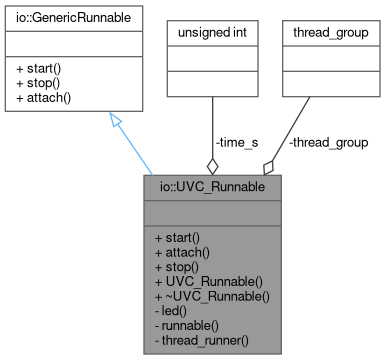 io::GenericRunnable
+ start()
+ stop()
+ attach()
unsigned int
thread_group
-time_s
-thread_group
io::UVC_Runnable
+ start()
+ attach()
+ stop()
+ UVC_Runnable()
+ ~UVC_Runnable()
- led()
- runnable()
- thread_runner()